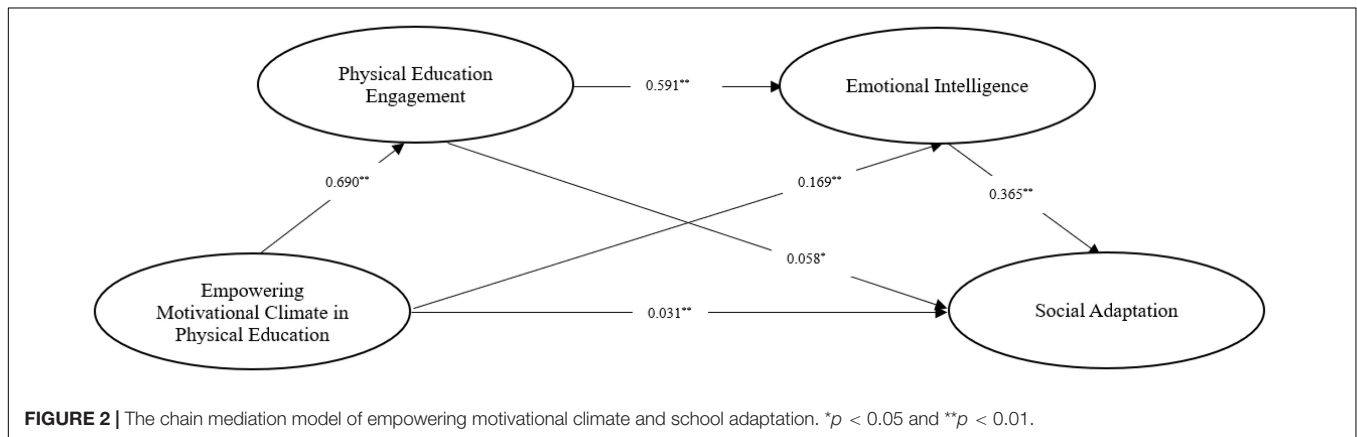 Physical Education
Engagement
0.591**
Emotional Intelligence
0.690**
0.169**
0.365**
0.058*
Empowering
Motivational Climate in
Physical Education
0.031**
Social Adaptation
FIGURE 2 | The chain mediation model of empowering motivational climate and school adaptation. *p < 0.05 and **p < 0.01.